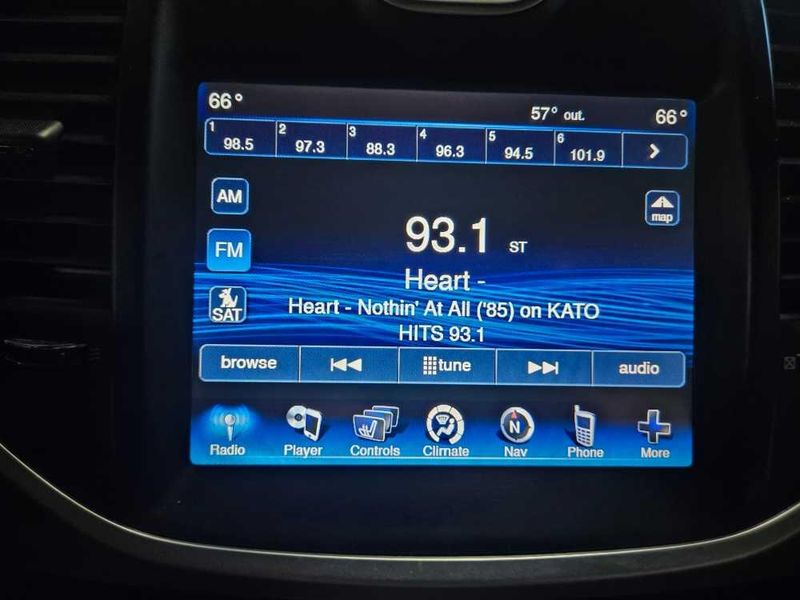 66°
57° out.
66°
1 98.5
2 97.3
3 88.3
4 96.3
5 94.5
6 101.9
AM
map
FM
93.1 ST
Heart -
SAT
Heart - Nothin' At All ('85) on KATO
HITS 93.1
browse
tune
audio
Radio
Player
Controls
N
Climate
Nav
Phone
More